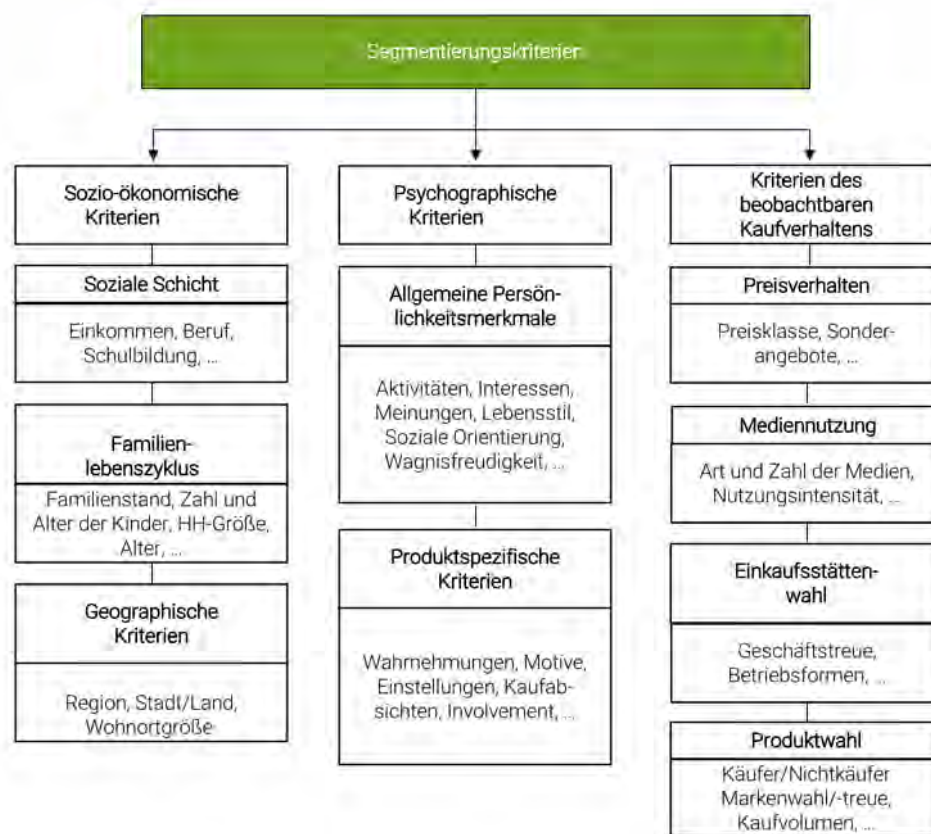 Segmentierungskriterien
Sozio-ökonomische
Kriterien
Soziale Schicht
Einkommen, Beruf,
Schulbildung, ...
Familien-
lebenszyklus
Familienstand, Zahl und
Alter der Kinder, HH-Größe,
Alter, ...
Geographische
Kriterien
Region, Stadt/Land,
Wohnortgröße
Psychographische
Kriterien
Allgemeine Persön-
lichkeitsmerkmale
Aktivitäten, Interessen,
Meinungen, Lebensstil,
Soziale Orientierung,
Wagnisfreudigkeit, ...
Produktspezifische
Kriterien
Wahrnehmungen, Motive,
Einstellungen, Kaufab-
sichten, Involvement, ...
Kriterien des
beobachtbaren
Kaufverhaltens
Preisverhalten
Preisklasse, Sonder-
angebote, ...
Mediennutzung
Art und Zahl der Medien,
Nutzungsintensität, ...
Einkaufsstätten-
wahl
Geschäftstreue,
Betriebsformen, ...
Produktwahl
Käufer/Nichtkäufer
Markenwahl/-treue,
Kaufvolumen, ...